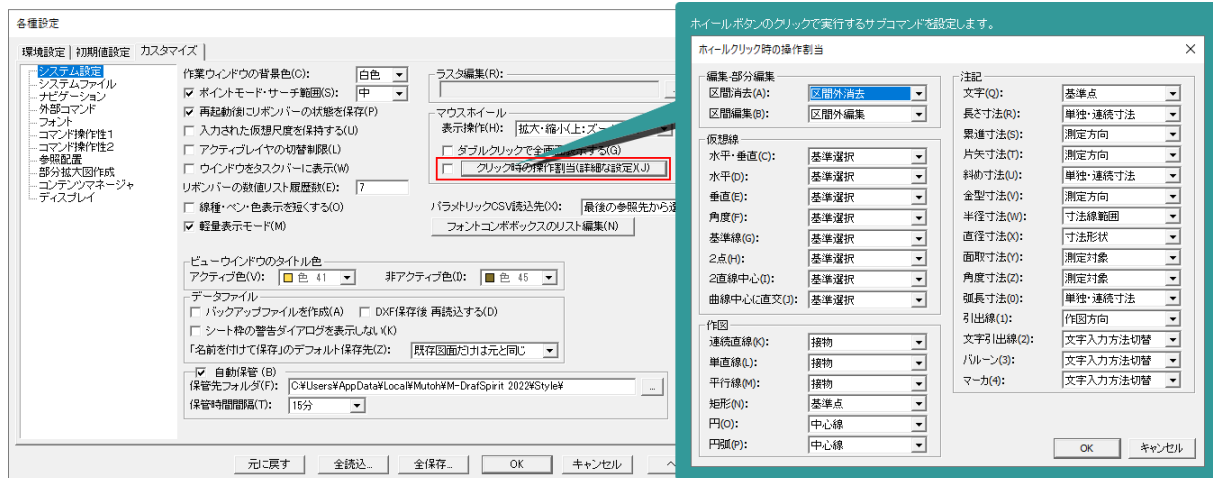 各種設定
環境設定 初期値設定 カスタマイズ
システム設定
システムファイル
ナビゲーション
外部コマンド
フォント
コマンド操作性1
コマンド操作性2
参照配置
部分拡大図作成
コンテンツマネージャ
ディスプレイ
作業ウィンドウの背景色(C): 白色
ポイントモード・サーチ範囲(S): 中
再起動後にリボンバーの状態を保存(P)
入力された仮想尺度を保持する(U)
アクティブレイヤの切替制限(L)
ウインドウをタスクバーに表示(W)
リボンバーの数値リスト履歴数(E): 7
線種・ペン・色表示を短くする(O)
軽量表示モード(M)
ラスタ編集(R):
マウスホイール
表示操作(H): 拡大・縮小(上:ズー
ダブルクリックで全画面表示する(G)
クリック時の操作割当(詳細な設定)(J)
パラメトリックCSV読込先(X): 最後の参照先から選
フォントコンボボックスのリスト編集(N)
ビューウインドウのタイトル色
アクティブ色(V): 色 41 非アクティブ色(I): 色 45
データファイル
バックアップファイルを作成(A) DXF保存後 再読込する(D)
シート枠の警告ダイアログを表示しない(K)
「名前を付けて保存」のデフォルト保存先(Z): 既存図面だけは元と同じ
自動保管 (B)
保管先フォルダ(F): C:¥Users¥AppData¥Local¥Mutoh¥M-DrafSpirit 2022¥Style¥ ...
保管時間間隔(T): 15分
元に戻す 全読込... 全保存... OK キャンセル ヘ
ホイールボタンのクリックで実行するサブコマンドを設定します。
ホィールクリック時の操作割当
編集-部分編集
区間消去(A): 区間外消去
区間編集(B): 区間外編集
仮想線
水平・垂直(C): 基準選択
水平(D): 基準選択
垂直(E): 基準選択
角度(F): 基準選択
基準線(G): 基準選択
2点(H): 基準選択
2直線中心(I): 基準選択
曲線中心に直交(J): 基準選択
作図
連続直線(K): 接物
単直線(L): 接物
平行線(M): 接物
矩形(N): 基準点
円(O): 中心線
円弧(P): 中心線
注記
文字(Q): 基準点
長さ寸法(R): 単独・連続寸法
累進寸法(S): 測定方向
片矢寸法(T): 測定方向
斜め寸法(U): 単独・連続寸法
金型寸法(V): 測定方向
半径寸法(W): 寸法線範囲
直径寸法(X): 寸法形状
面取寸法(Y): 測定対象
角度寸法(Z): 測定対象
弧長寸法(0): 単独・連続寸法
引出線(1): 作図方向
文字引出線(2): 文字入力方法切替
バルーン(3): 文字入力方法切替
マーカ(4): 文字入力方法切替
OK キャンセル